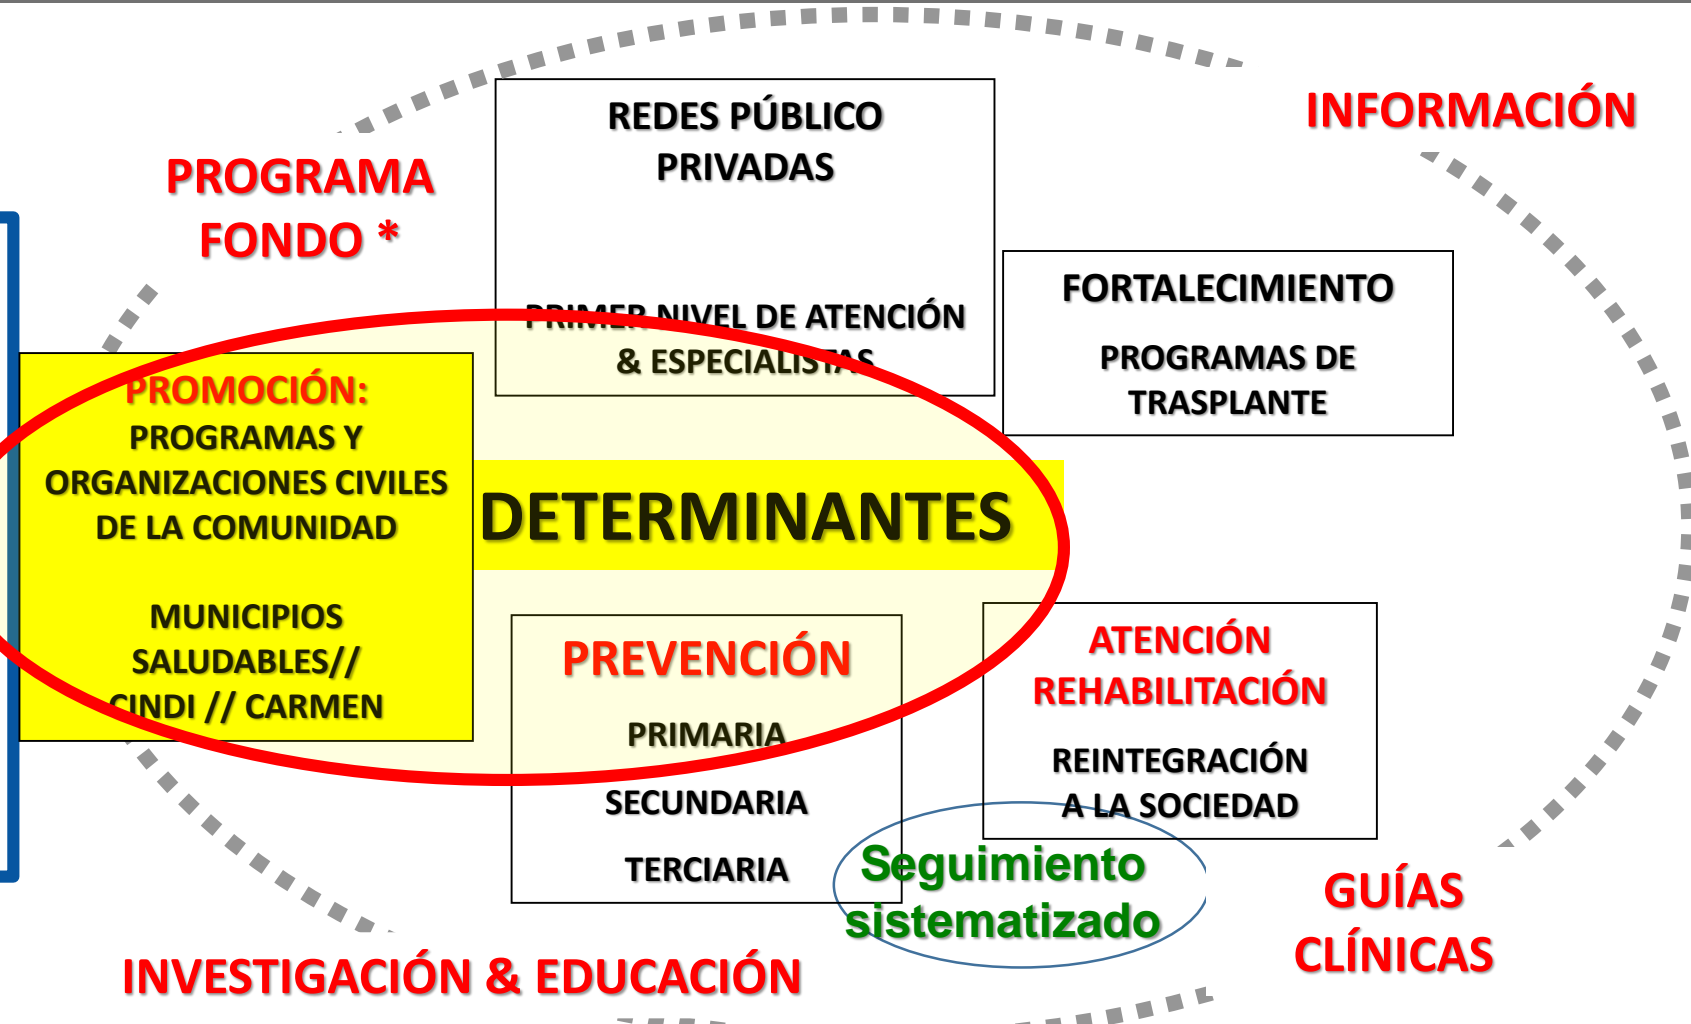 REDES PÚBLICO
PRIVADAS
PRIMER NIVEL DE ATENCIÓN
& ESPECIALISTAS
INFORMACIÓN
PROGRAMA
FONDO *
FORTALECIMIENTO
PROGRAMAS DE
TRASPLANTE
PROMOCIÓN:
PROGRAMAS Y
ORGANIZACIONES CIVILES
DE LA COMUNIDAD
MUNICIPIOS
SALUDABLES//
CINDI // CARMEN
DETERMINANTES
PREVENCIÓN
PRIMARIA
SECUNDARIA
TERCIARIA
ATENCIÓN
REHABILITACIÓN
REINTEGRACIÓN
A LA SOCIEDAD
Seguimiento
sistematizado
GUÍAS
CLÍNICAS
INVESTIGACIÓN & EDUCACIÓN